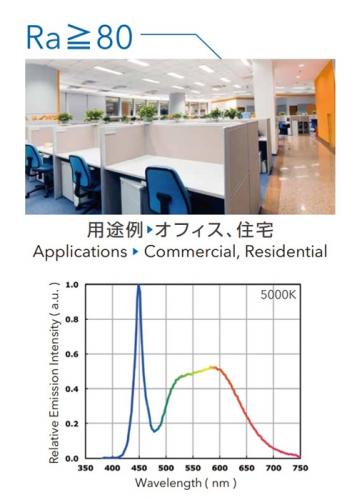 Ra≧80
用途例▶オフィス、住宅
Applications ▶ Commercial, Residential
Relative Emission Intensity ( a.u. )
1.0
0.8
0.6
0.4
0.2
0.0
5000K
350 400 450 500 550 600 650 700 750
Wavelength ( nm )